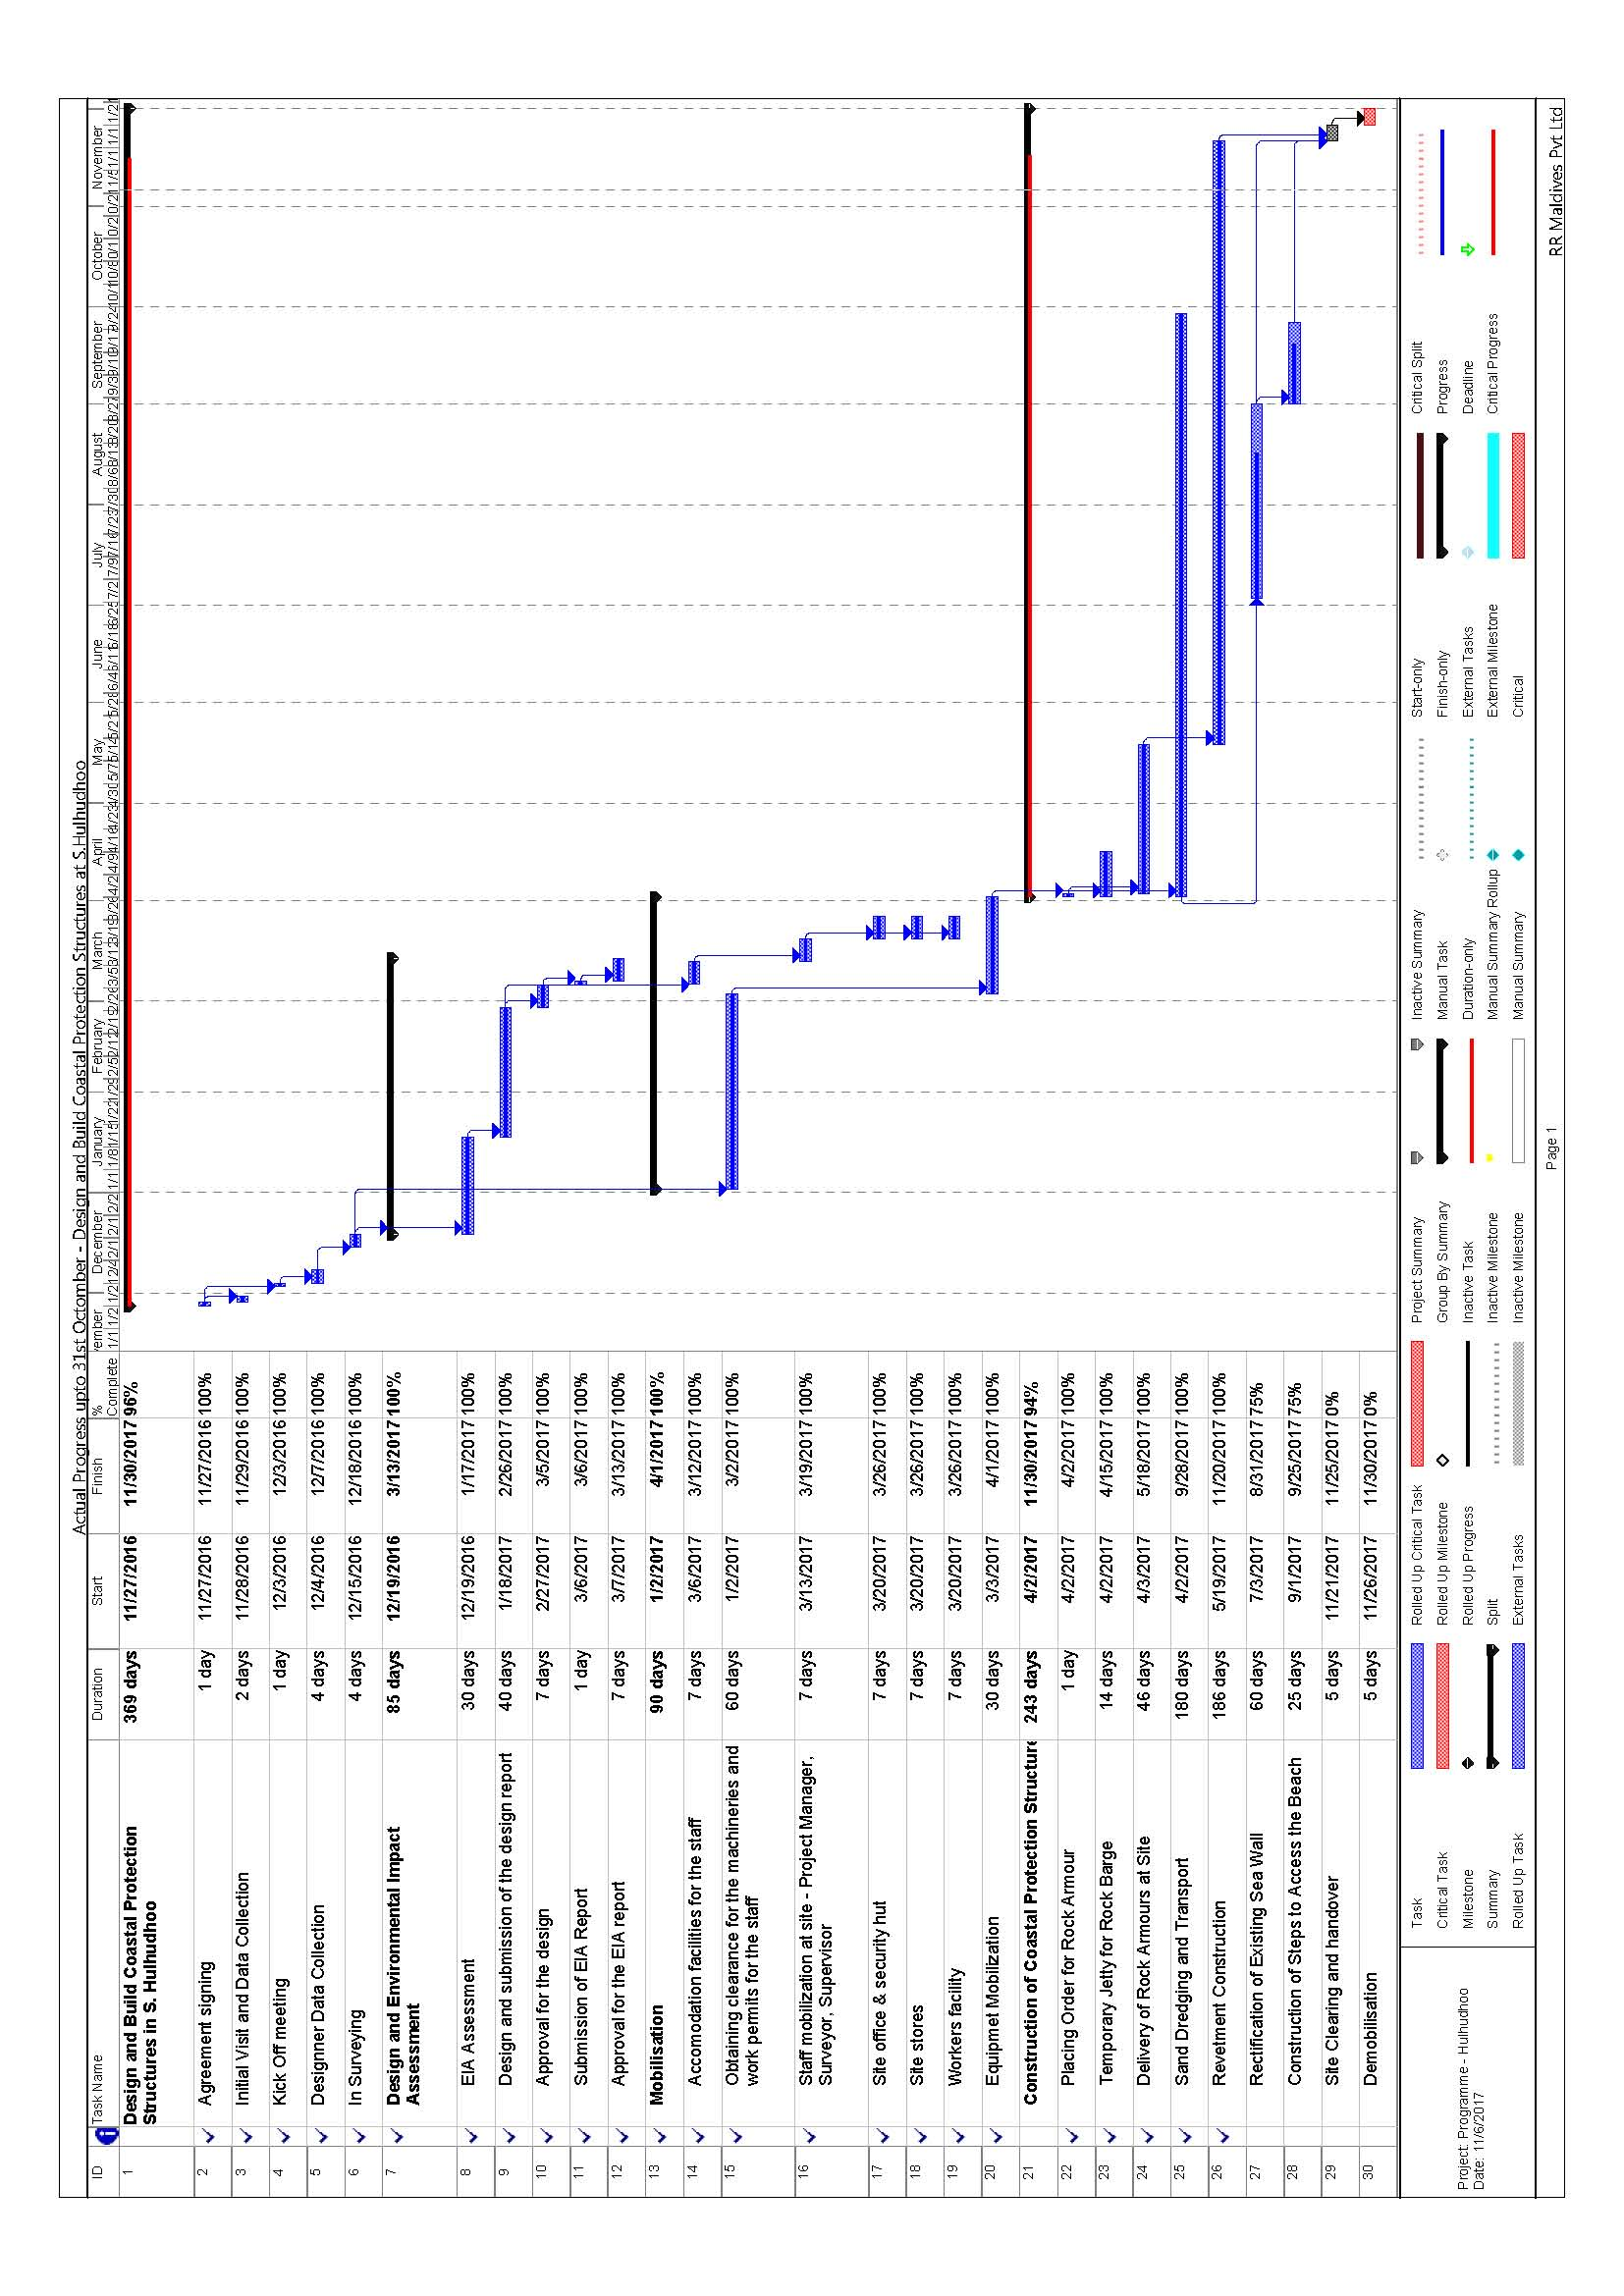 Actual Progress upto 31st Octomber - Design and Build Coastal Protection Structures at S.Hulhudhoo
ID Task Name Duration Start Finish % Complete
November December January February March April May June July August September October November
1 Design and Build Coastal Protection Structures in S. Hulhudhoo 369 days 11/27/2016 11/30/2017 96%
2 Agreement signing 1 day 11/27/2016 11/27/2016 100%
3 Initial Visit and Data Collection 2 days 11/28/2016 11/29/2016 100%
4 Kick Off meeting 1 day 12/3/2016 12/3/2016 100%
5 Designner Data Collection 4 days 12/4/2016 12/7/2016 100%
6 In Surveying 4 days 12/15/2016 12/18/2016 100%
7 Design and Environmental Impact Assessment 85 days 12/19/2016 3/13/2017 100%
8 EIA Assessment 30 days 12/19/2016 1/17/2017 100%
9 Design and submission of the design report 40 days 1/18/2017 2/26/2017 100%
10 Approval for the design 7 days 2/27/2017 3/5/2017 100%
11 Submission of EIA Report 1 day 3/6/2017 3/6/2017 100%
12 Approval for the EIA report 7 days 3/7/2017 3/13/2017 100%
13 Mobilisation 90 days 1/2/2017 4/1/2017 100%
14 Accomodation facilities for the staff 7 days 3/6/2017 3/12/2017 100%
15 Obtaining clearance for the machineries and work permits for the staff 60 days 1/2/2017 3/2/2017 100%
16 Staff mobilization at site - Project Manager, Surveyor, Supervisor 7 days 3/13/2017 3/19/2017 100%
17 Site office & security hut 7 days 3/20/2017 3/26/2017 100%
18 Site stores 7 days 3/20/2017 3/26/2017 100%
19 Workers facility 7 days 3/20/2017 3/26/2017 100%
20 Equipmet Mobilization 30 days 3/3/2017 4/1/2017 100%
21 Construction of Coastal Protection Structure 243 days 4/2/2017 11/30/2017 94%
22 Placing Order for Rock Armour 1 day 4/2/2017 4/2/2017 100%
23 Temporary Jetty for Rock Barge 14 days 4/2/2017 4/15/2017 100%
24 Delivery of Rock Armours at Site 46 days 4/3/2017 5/18/2017 100%
25 Sand Dredging and Transport 180 days 4/2/2017 9/28/2017 100%
26 Revetment Construction 186 days 5/19/2017 11/20/2017 100%
27 Rectification of Existing Sea Wall 60 days 7/3/2017 8/31/2017 75%
28 Construction of Steps to Access the Beach 25 days 9/1/2017 9/25/2017 75%
29 Site Clearing and handover 5 days 11/21/2017 11/25/2017 0%
30 Demobilisation 5 days 11/26/2017 11/30/2017 0%
Project: Programme - Hulhudhoo
Date: 11/6/2017
Task Rolled Up Critical Task Project Summary Inactive Summary Start-only Critical Split
Critical Task Rolled Up Milestone Group By Summary Manual Task Finish-only Progress
Milestone Rolled Up Progress Inactive Task Duration-only External Tasks Deadline
Summary Split Inactive Milestone Manual Summary Rollup External Milestone Critical Progress
Rolled Up Task External Tasks Inactive Milestone Manual Summary Critical
Page 1
RR Maldives Pvt Ltd